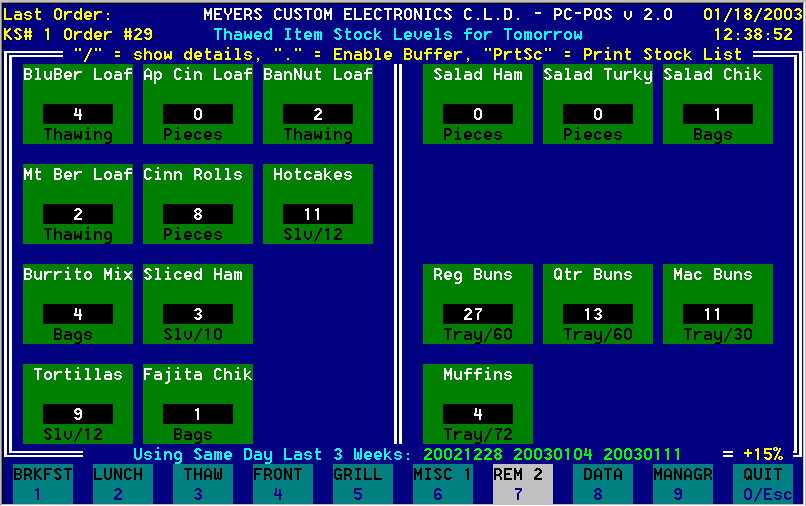 Last Order: MEYERS CUSTOM ELECTRONICS C.L.D. - PC-POS v 2.0 01/18/2003
KS# 1 Order #29 Thawed Item Stock Levels for Tomorrow 12:38:52
"/" = show details, "." = Enable Buffer, "PrtSc" = Print Stock List
BluBer Loaf Ap Cin Loaf BanNut Loaf Salad Ham Salad Turky Salad Chik
4 0 2 0 0 1
Thawing Pieces Thawing Pieces Pieces Bags
Mt Ber Loaf Cinn Rolls Hotcakes
2 8 11
Thawing Pieces Slv/12
Burrito Mix Sliced Ham Reg Buns Qtr Buns Mac Buns
4 3 27 13 11
Bags Slv/10 Tray/60 Tray/60 Tray/30
Tortillas Fajita Chik Muffins
9 1 4
Slv/12 Bags Tray/72
Using Same Day Last 3 Weeks: 20021228 20030104 20030111 = +15%
BRKFST LUNCH THAW FRONT GRILL MISC 1 REM 2 DATA MANAGR QUIT
1 2 3 4 5 6 7 8 9 0/Esc